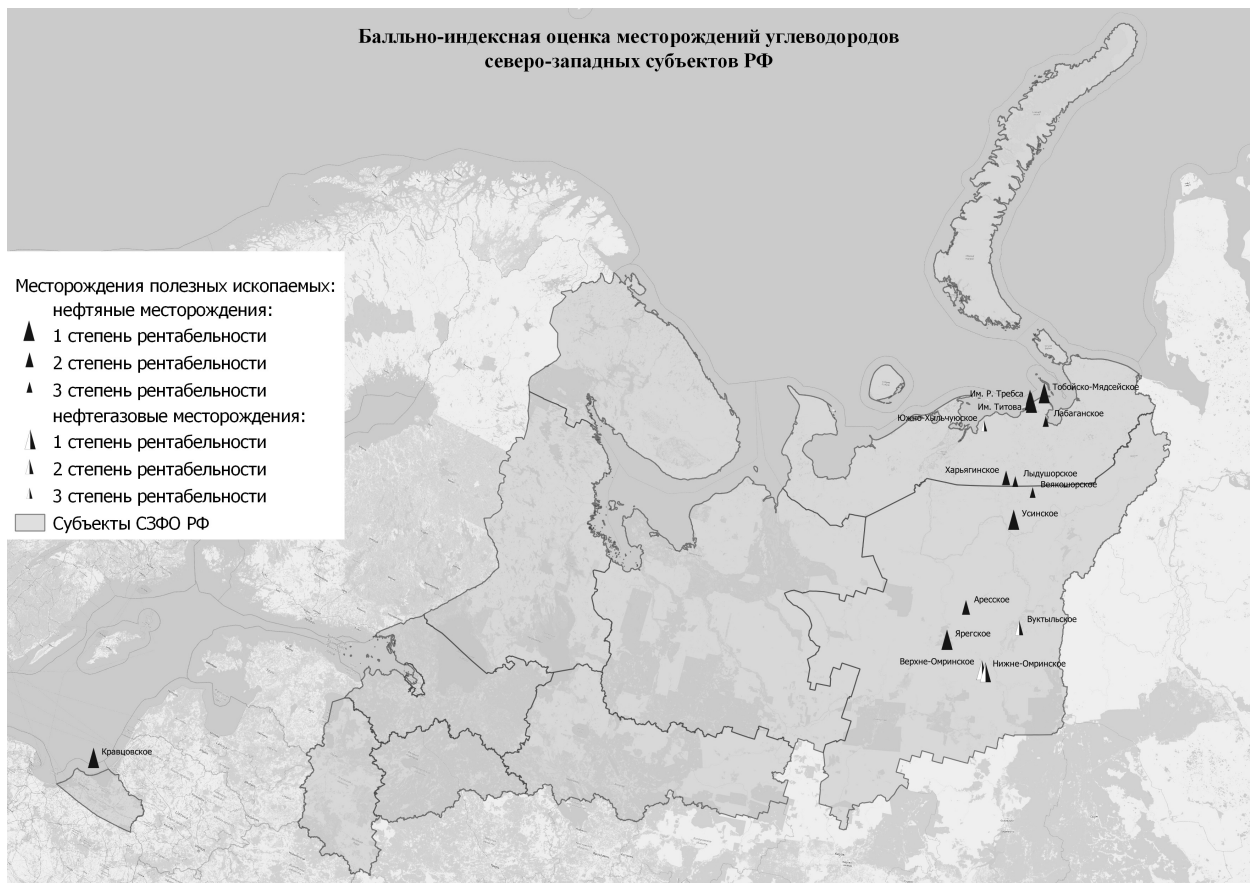 Балльно-индексная оценка месторождений углеводородов
северо-западных субъектов РФ
Месторождения полезных ископаемых:
нефтяные месторождения:
1 степень рентабельности
2 степень рентабельности
3 степень рентабельности
нефтегазовые месторождения:
1 степень рентабельности
2 степень рентабельности
3 степень рентабельности
Субъекты СЗФО РФ
Тобойско-Мядсейское
Им. Р. Требса
Им. Титова
Лабаганское
Южно-Хыльчуюское
Харьягинское
Лыдушорское
Веякошорское
Усинское
Аресское
Вуктыльское
Ярегское
Верхне-Омринское
Нижне-Омринское
Кравцовское